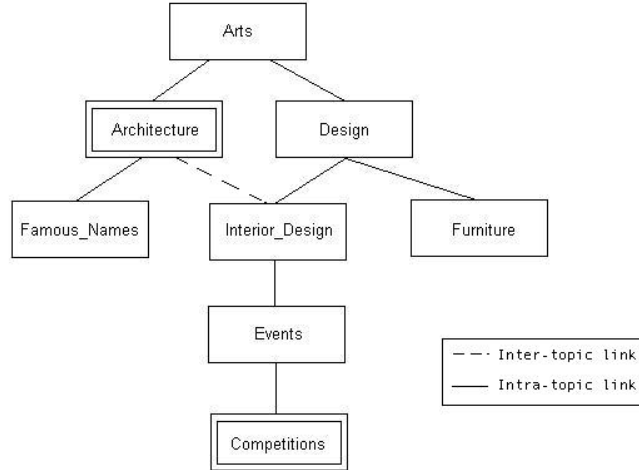 Arts
Architecture
Design
Famous_Names
Interior_Design
Furniture
Events
Inter-topic link
Intra-topic link
Competitions